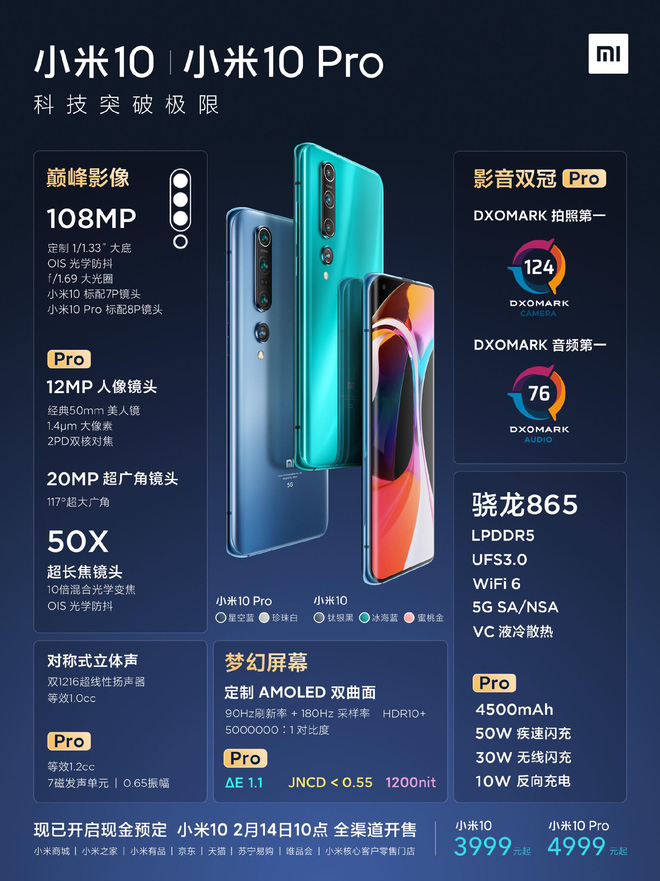 小米10 | 小米10 Pro
科技突破极限
巅峰影像
108MP
定制 1/1.33" 大底
OIS 光学防抖
f/1.69 大光圈
小米10 标配7P镜头
小米10 Pro 标配8P镜头
Pro
12MP 人像镜头
经典50mm 美人镜
1.4μm 大像素
2PD双核对焦
20MP 超广角镜头
117°超大广角
50X
超长焦镜头
10倍混合光学变焦
OIS 光学防抖
小米10 Pro
星空蓝 珍珠白
小米10
钛银黑 冰海蓝 蜜桃金
影音双冠 Pro
DXOMARK 拍照第一
124
DXOMARK
CAMERA
DXOMARK 音频第一
76
DXOMARK
AUDIO
骁龙865
LPDDR5
UFS3.0
WiFi 6
5G SA/NSA
VC 液冷散热
Pro
4500mAh
50W 疾速闪充
30W 无线闪充
10W 反向充电
对称式立体声
双1216超线性扬声器
等效1.0cc
Pro
等效1.2cc
7磁发声单元 | 0.65振幅
梦幻屏幕
定制 AMOLED 双曲面
90Hz刷新率 + 180Hz 采样率 HDR10+
5000000:1 对比度
Pro
ΔE 1.1 JNCD < 0.55 1200nit
现已开启现金预定 小米10 2月14日10点 全渠道开售
小米商城 | 小米之家 | 小米有品 | 京东 | 天猫 | 苏宁易购 | 唯品会 | 小米核心客户零售门店
小米10
3999元起
小米10 Pro
4999元起